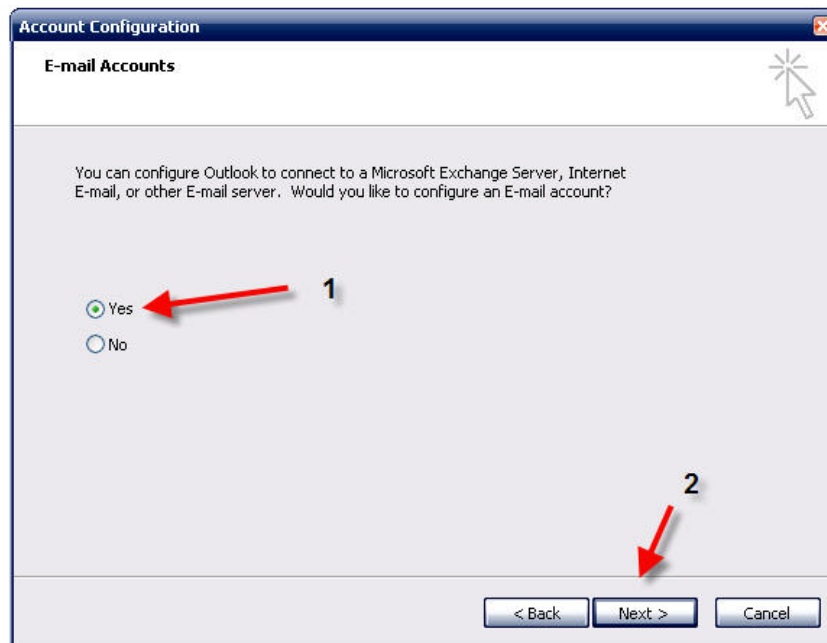 Account Configuration
E-mail Accounts
You can configure Outlook to connect to a Microsoft Exchange Server, Internet
E-mail, or other E-mail server. Would you like to configure an E-mail account?
1
Yes
No
2
< Back Next > Cancel